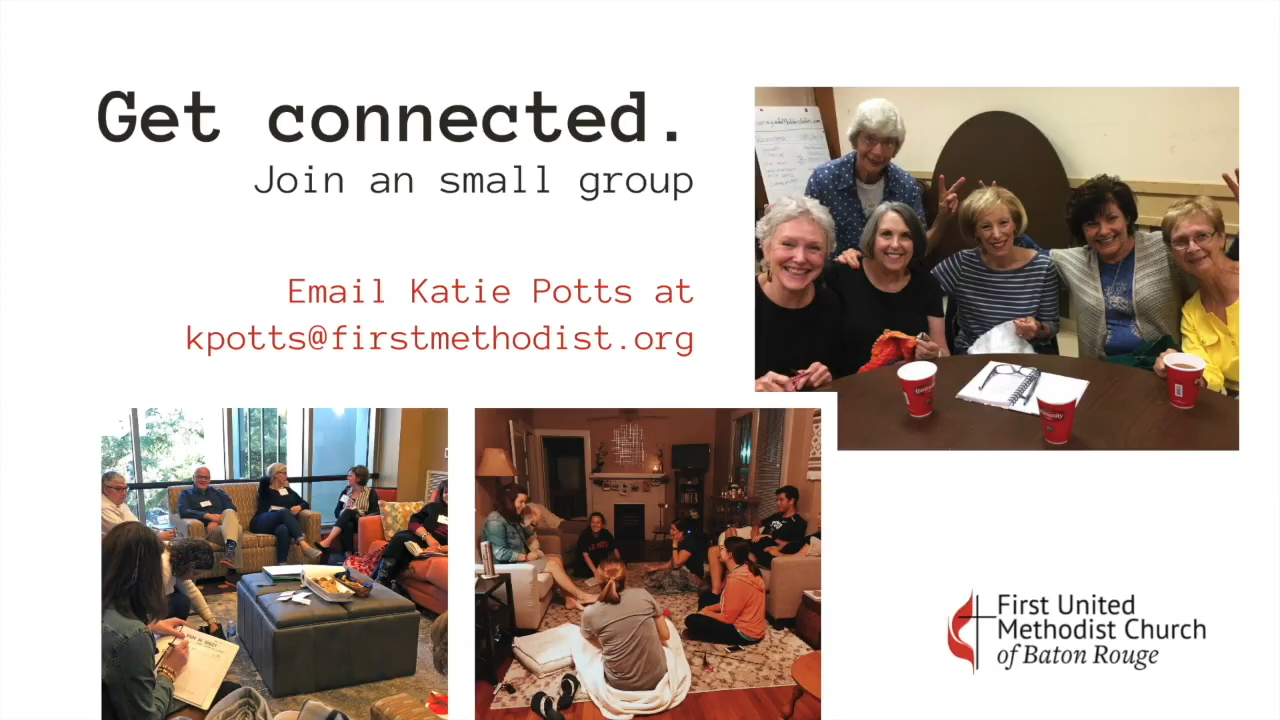 Get connected.
Join an small group
Email Katie Potts at
kpotts@firstmethodist.org
First United
Methodist Church
of Baton Rouge